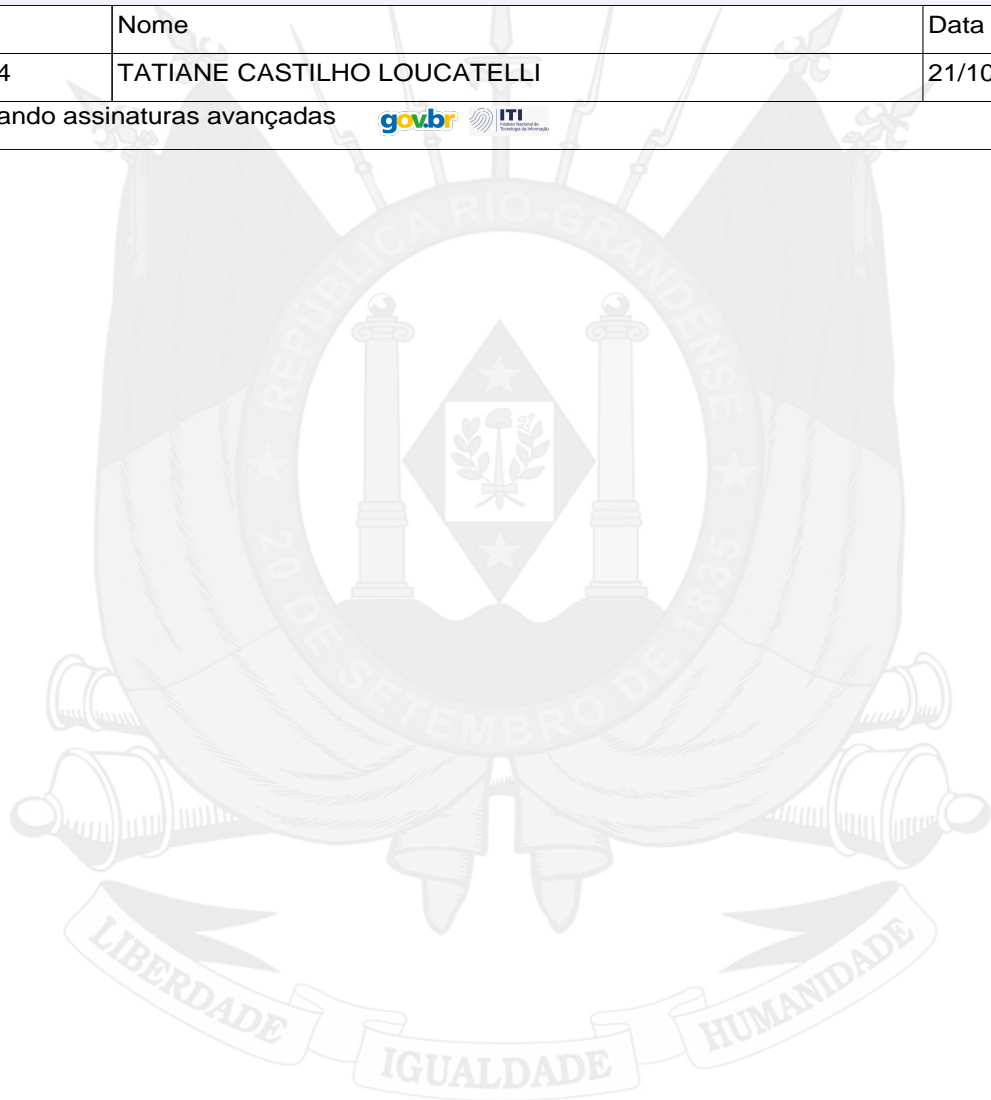 Nome Data
4 TATIANE CASTILHO LOUCATELLI 21/10
ando assinaturas avançadas gov.br ITI
REPÚBLICA RIO-GRANDENSE
20 DE SETEMBRO DE 1835
LIBERDADE IGUALDADE HUMANIDADE